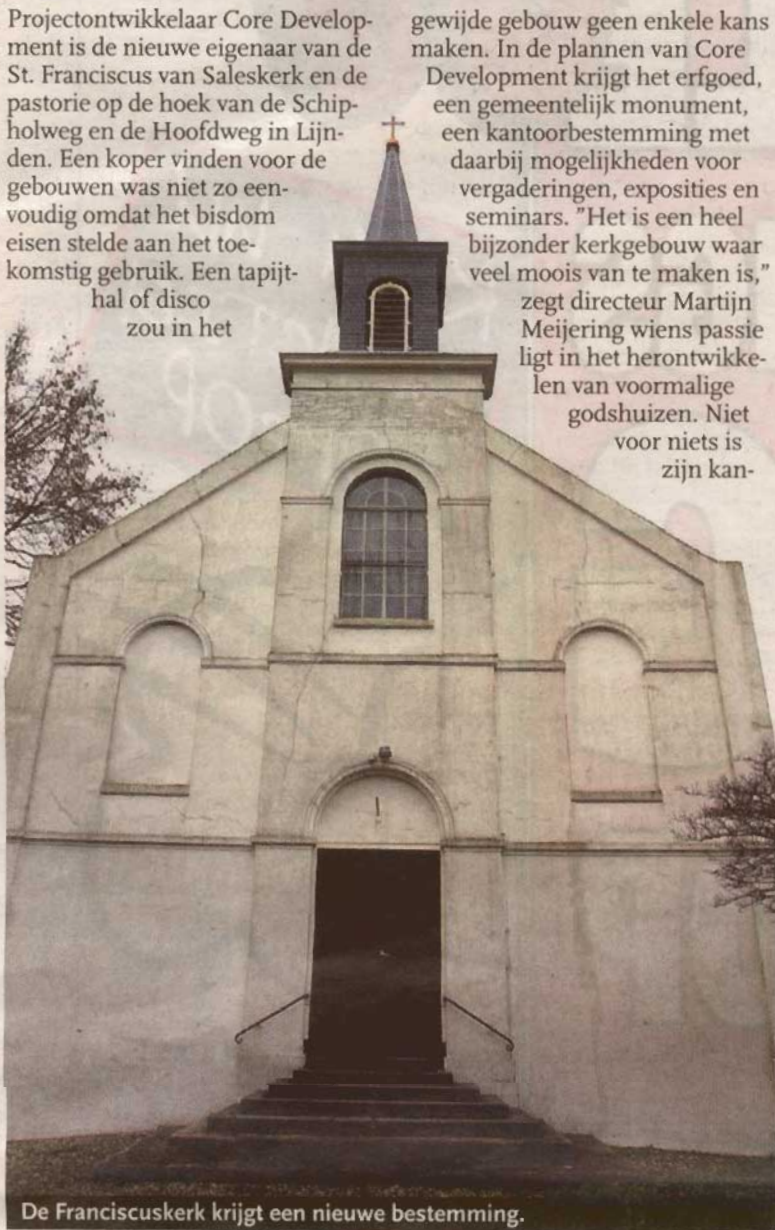 Projectontwikkelaar Core Develop-
ment is de nieuwe eigenaar van de
St. Franciscus van Saleskerk en de
pastorie op de hoek van de Schip-
holweg en de Hoofdweg in Lijn-
den. Een koper vinden voor de
gebouwen was niet zo een-
voudig omdat het bisdom
eisen stelde aan het toe-
komstig gebruik. Een tapijt-
hal of disco
zou in het
gewijde gebouw geen enkele kans
maken. In de plannen van Core
Development krijgt het erfgoed,
een gemeentelijk monument,
een kantoorbestemming met
daarbij mogelijkheden voor
vergaderingen, exposities en
seminars. ”Het is een heel
bijzonder kerkgebouw waar
veel moois van te maken is,”
zegt directeur Martijn
Meijering wiens passie
ligt in het herontwikke-
len van voormalige
godshuizen. Niet
voor niets is
zijn kan-
De Franciscuskerk krijgt een nieuwe bestemming.